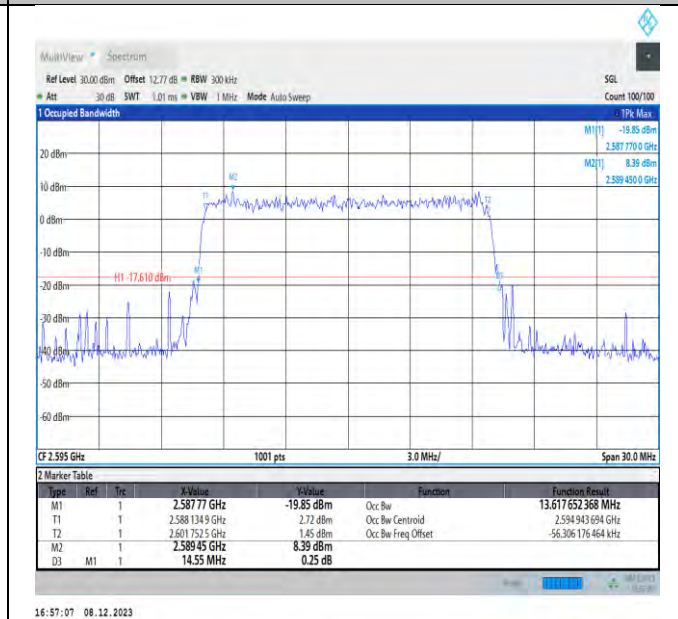 MultiView Spectrum
Ref Level 30.00 dBm Offset 12.77 dB RBW 300 kHz SGL
Att 30 dB SWT 1.01 ms VBW 1 MHz Mode Auto Sweep Count 100/100
1 Occupied Bandwidth 1Pk Max
M1[1] -19.85 dBm
2.587 770 0 GHz
M2[1] 8.39 dBm
2.589 450 0 GHz
20 dBm
10 dBm
M2
T1
T2
0 dBm
-10 dBm
M1
H1 -17.610 dBm
-20 dBm
-30 dBm
-40 dBm
-50 dBm
-60 dBm
CF 2.595 GHz 1001 pts 3.0 MHz/ Span 30.0 MHz
2 Marker Table
Type Ref Trc X-Value Y-Value Function Function Result
M1 1 2.587 77 GHz -19.85 dBm Occ Bw 13.617 652 368 MHz
T1 1 2.588 134 9 GHz 2.72 dBm Occ Bw Centroid 2.594 943 694 GHz
T2 1 2.601 752 5 GHz 1.45 dBm Occ Bw Freq Offset -56.306 176 464 kHz
M2 1 2.589 45 GHz 8.39 dBm
D3 M1 1 14.55 MHz 0.25 dB
16:57:07 08.12.2023